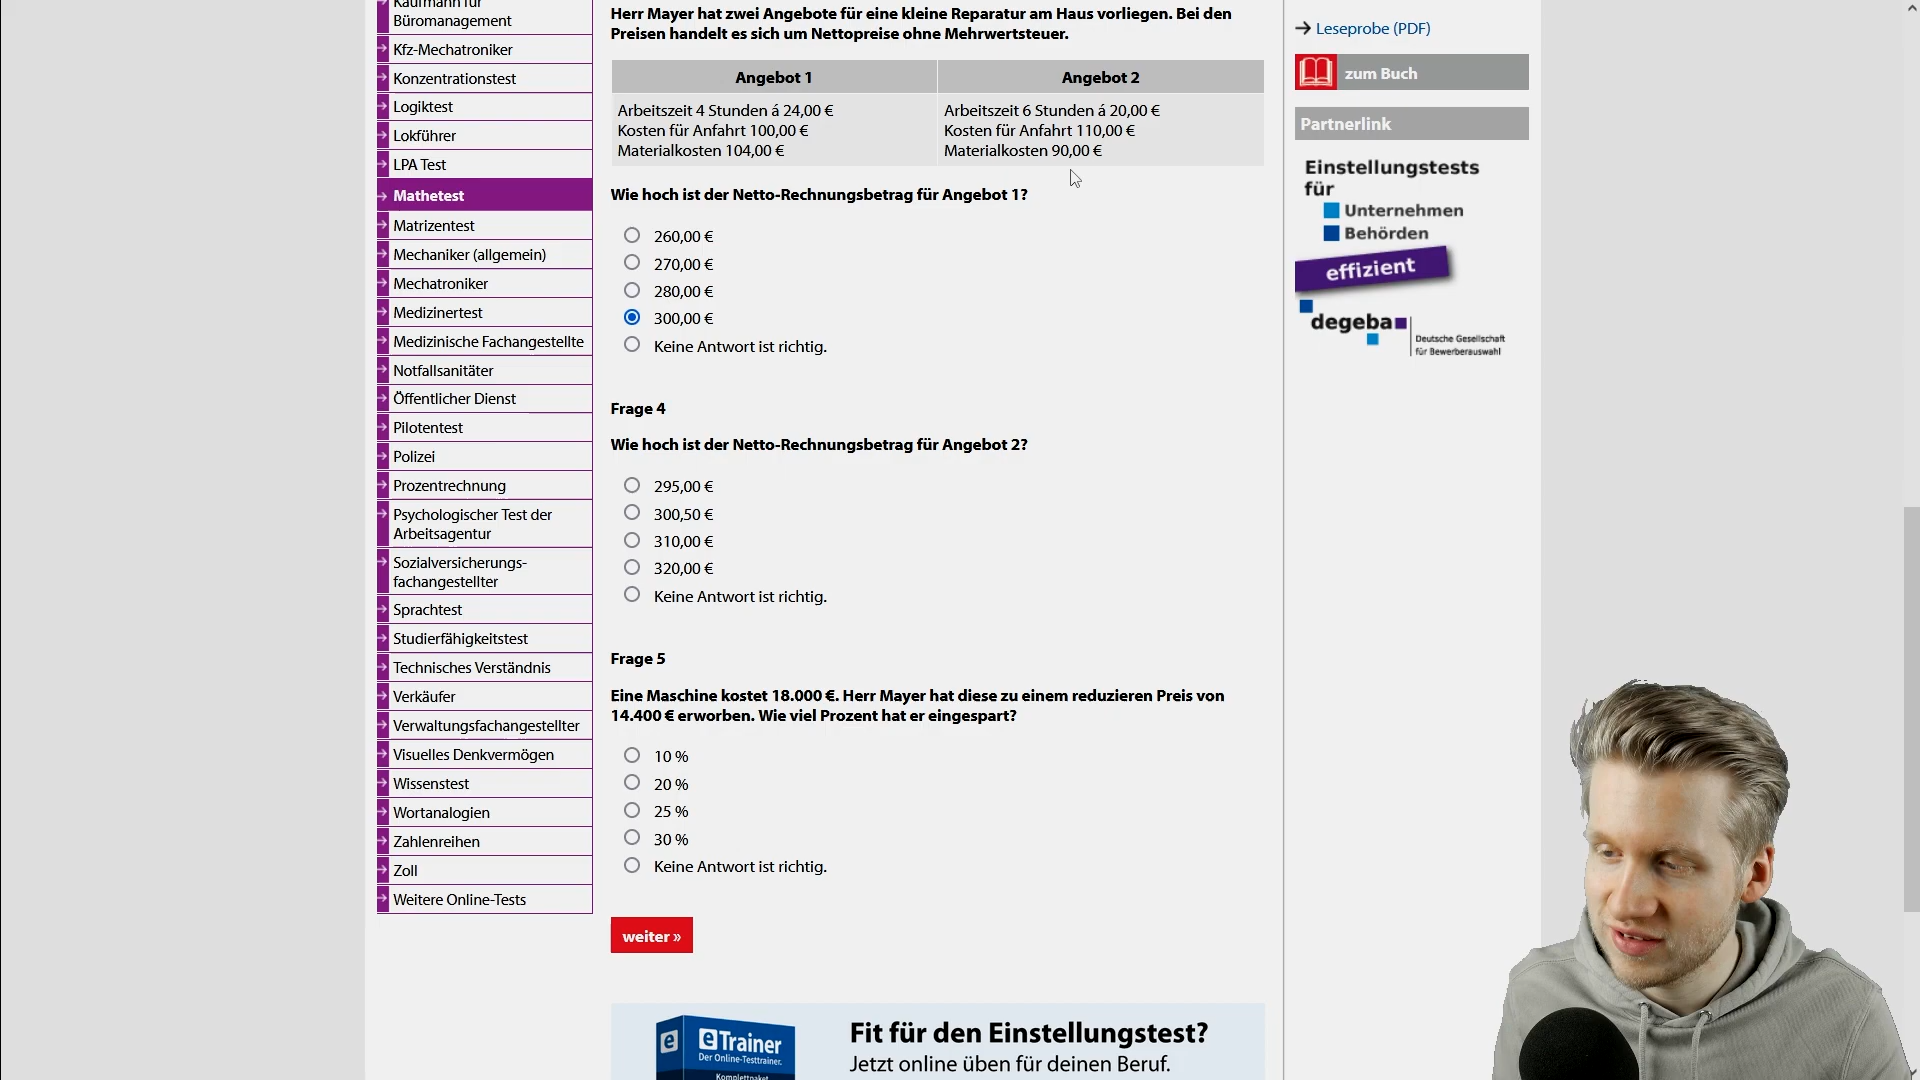 Kaufmann für
Büromanagement
Kfz-Mechatroniker
Konzentrationstest
Logiktest
Lokführer
LPA Test
Mathetest
Matrizentest
Mechaniker (allgemein)
Mechatroniker
Medizinertest
Medizinische Fachangestellte
Notfallsanitäter
Öffentlicher Dienst
Pilotentest
Polizei
Prozentrechnung
Psychologischer Test der
Arbeitsagentur
Sozialversicherungs-
fachangestellter
Sprachtest
Studierfähigkeitstest
Technisches Verständnis
Verkäufer
Verwaltungsfachangestellter
Visuelles Denkvermögen
Wissenstest
Wortanalogien
Zahlenreihen
Zoll
Weitere Online-Tests
Herr Mayer hat zwei Angebote für eine kleine Reparatur am Haus vorliegen. Bei den
Preisen handelt es sich um Nettopreise ohne Mehrwertsteuer.
Angebot 1
Arbeitszeit 4 Stunden á 24,00 €
Kosten für Anfahrt 100,00 €
Materialkosten 104,00 €
Angebot 2
Arbeitszeit 6 Stunden á 20,00 €
Kosten für Anfahrt 110,00 €
Materialkosten 90,00 €
Wie hoch ist der Netto-Rechnungsbetrag für Angebot 1?
260,00 €
270,00 €
280,00 €
300,00 €
Keine Antwort ist richtig.
Frage 4
Wie hoch ist der Netto-Rechnungsbetrag für Angebot 2?
295,00 €
300,50 €
310,00 €
320,00 €
Keine Antwort ist richtig.
Frage 5
Eine Maschine kostet 18.000 €. Herr Mayer hat diese zu einem reduzieren Preis von
14.400 € erworben. Wie viel Prozent hat er eingespart?
10 %
20 %
25 %
30 %
Keine Antwort ist richtig.
weiter »
e eTrainer
Der Online-Testtrainer.
Komplettpaket
Fit für den Einstellungstest?
Jetzt online üben für deinen Beruf.
Leseprobe (PDF)
zum Buch
Partnerlink
Einstellungstests
für
Unternehmen
Behörden
effizient
degeba
Deutsche Gesellschaft
für Bewerberauswahl